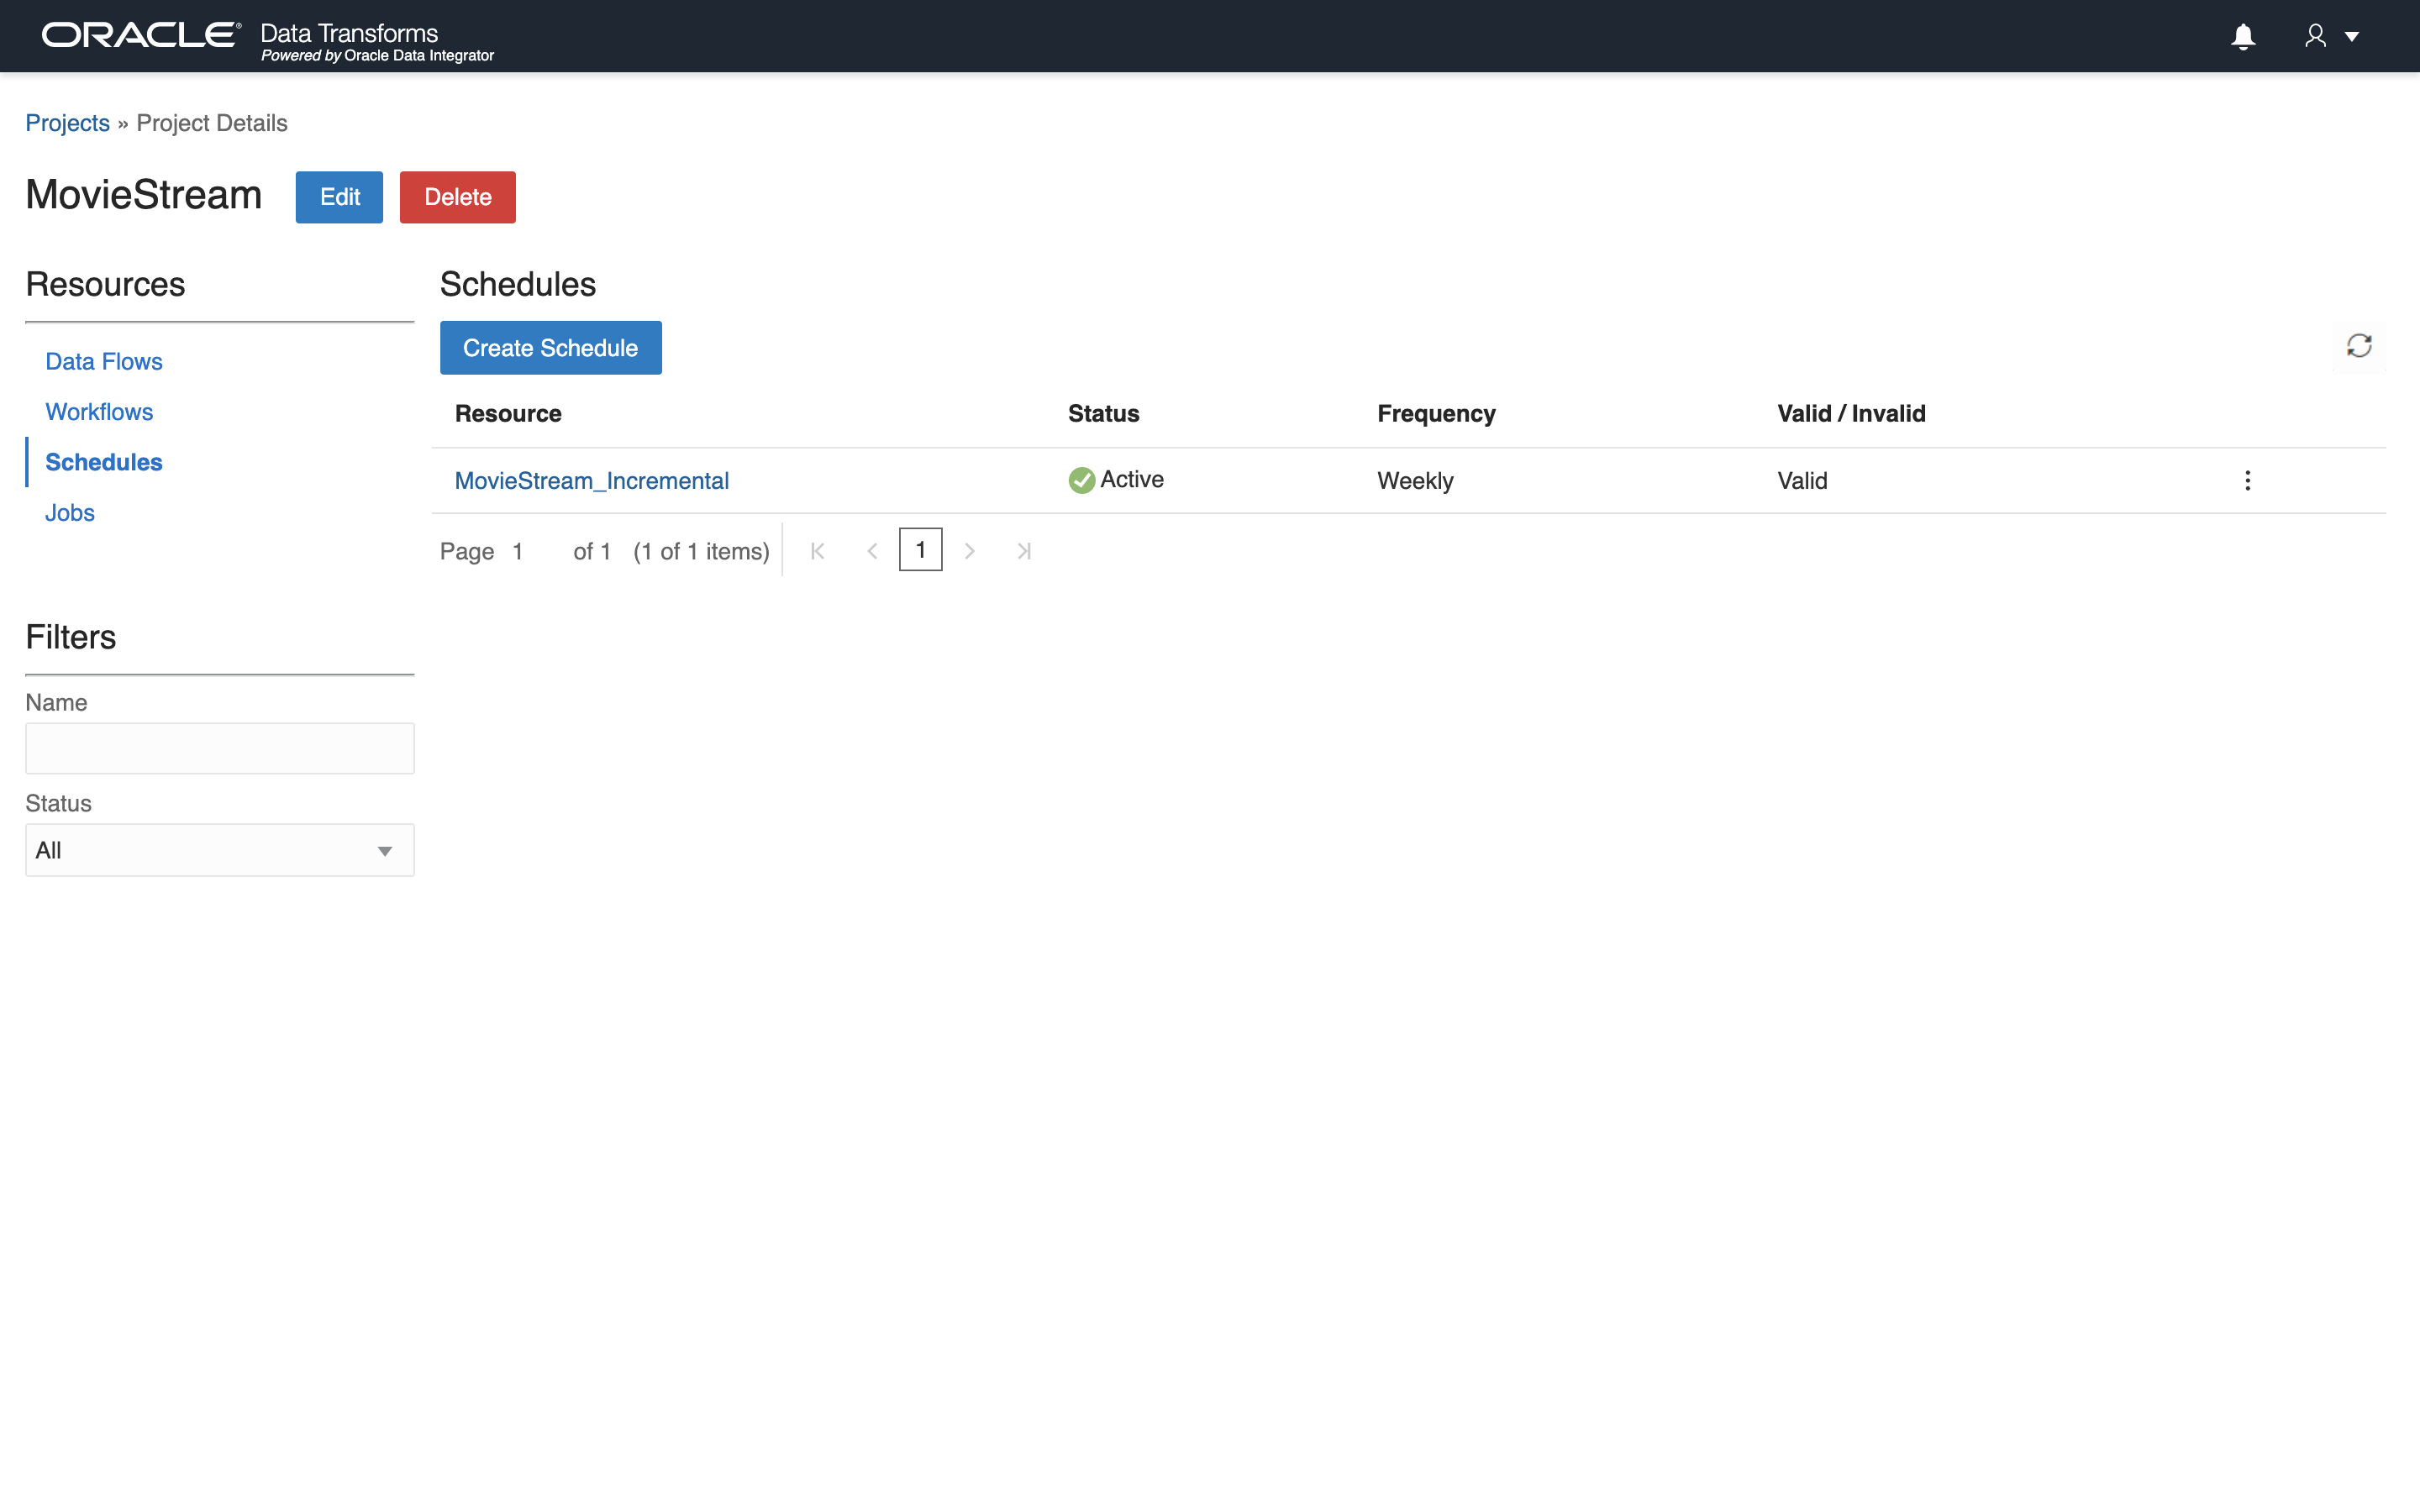 ORACLE® Data Transforms
Powered by Oracle Data Integrator
Projects » Project Details
MovieStream Edit Delete
Resources
Data Flows
Workflows
Schedules
Jobs
Filters
Name
Status
All
Schedules
Create Schedule
Resource Status Frequency Valid / Invalid
MovieStream_Incremental Active Weekly Valid
Page 1 of 1 (1 of 1 items) 1